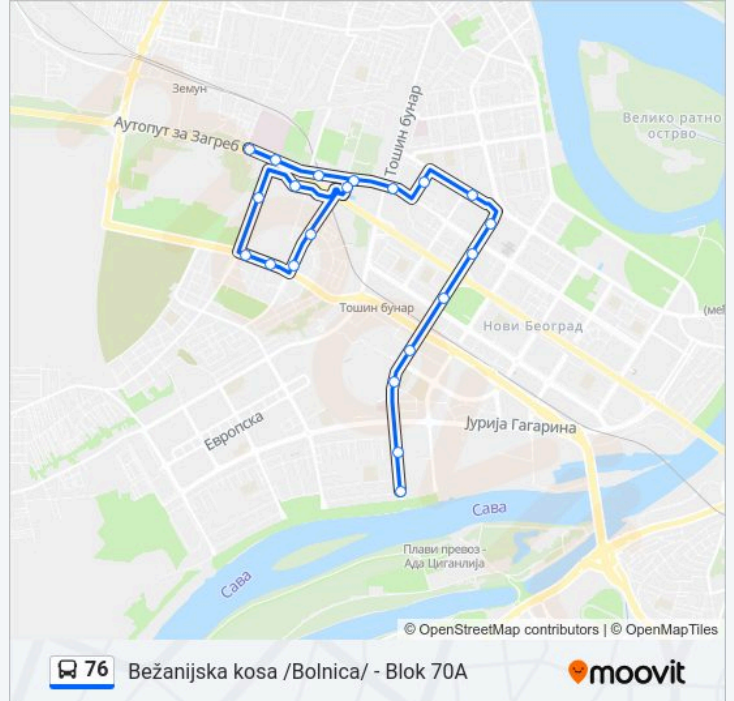 Земун
Тошин бунар
Аутопут за Загреб
Велико ратно
острво
Тошин бунар
Нови Београд
Европска
Јурија Гагарина
Сава
Плави превоз -
Ада Циганлија
Сава
© OpenStreetMap contributors | © OpenMapTiles
76 Bežanijska kosa /Bolnica/ - Blok 70A
moovit